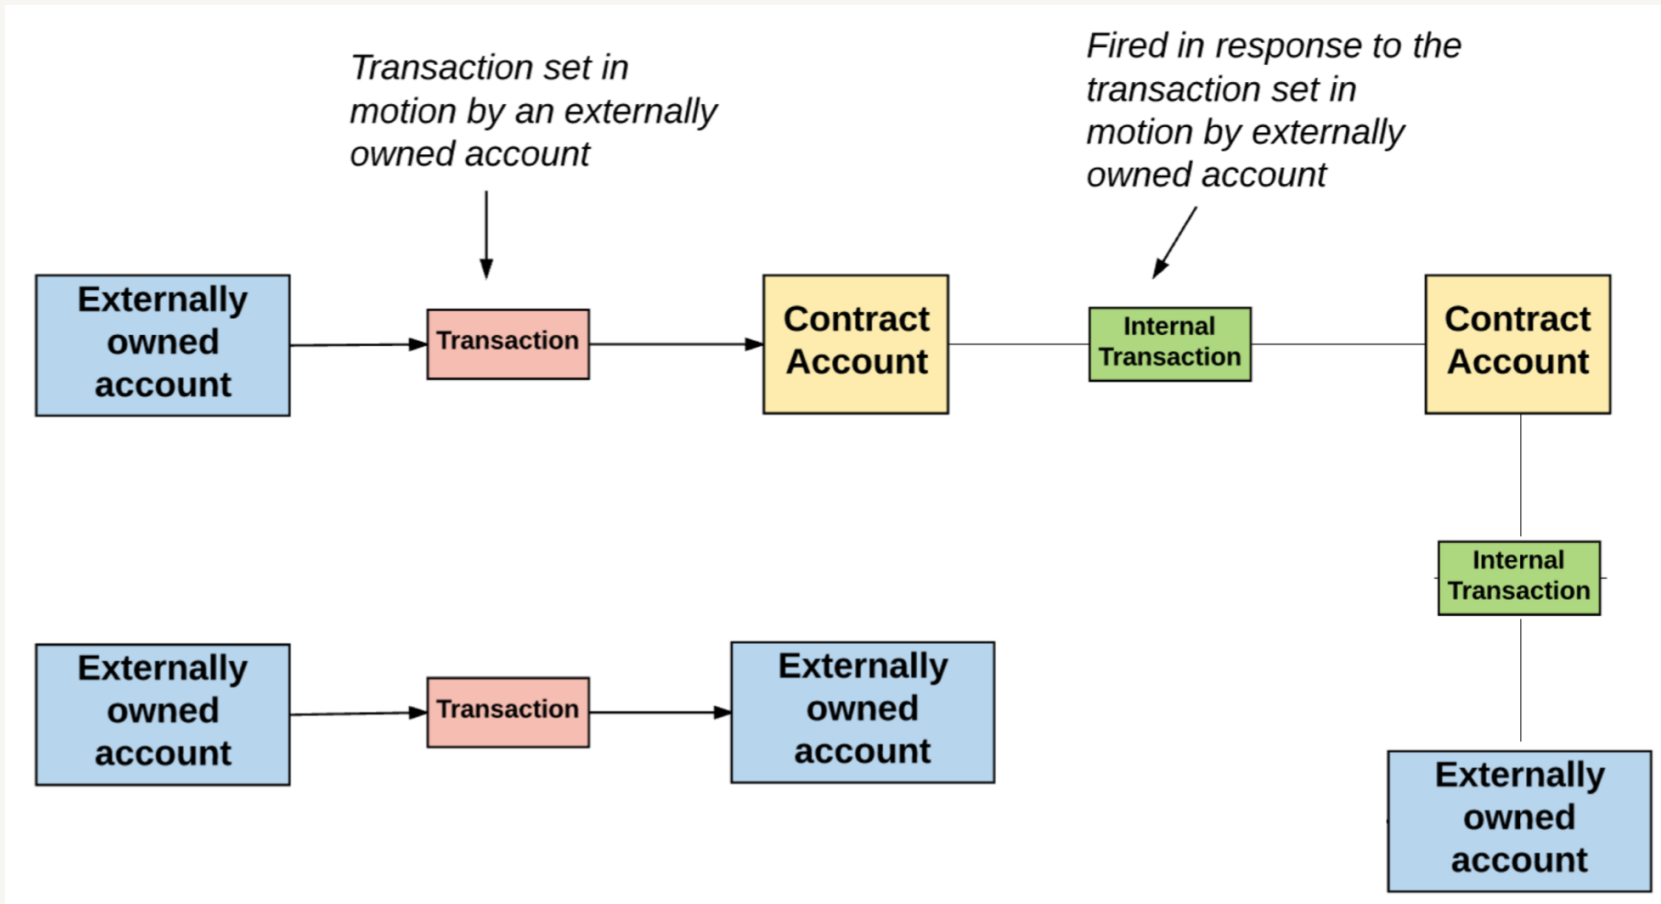 Transaction set in
motion by an externally
owned account
Fired in response to the
transaction set in
motion by externally
owned account
Externally
owned
account
Transaction
Contract
Account
Internal
Transaction
Contract
Account
Internal
Transaction
Externally
owned
account
Transaction
Externally
owned
account
Externally
owned
account